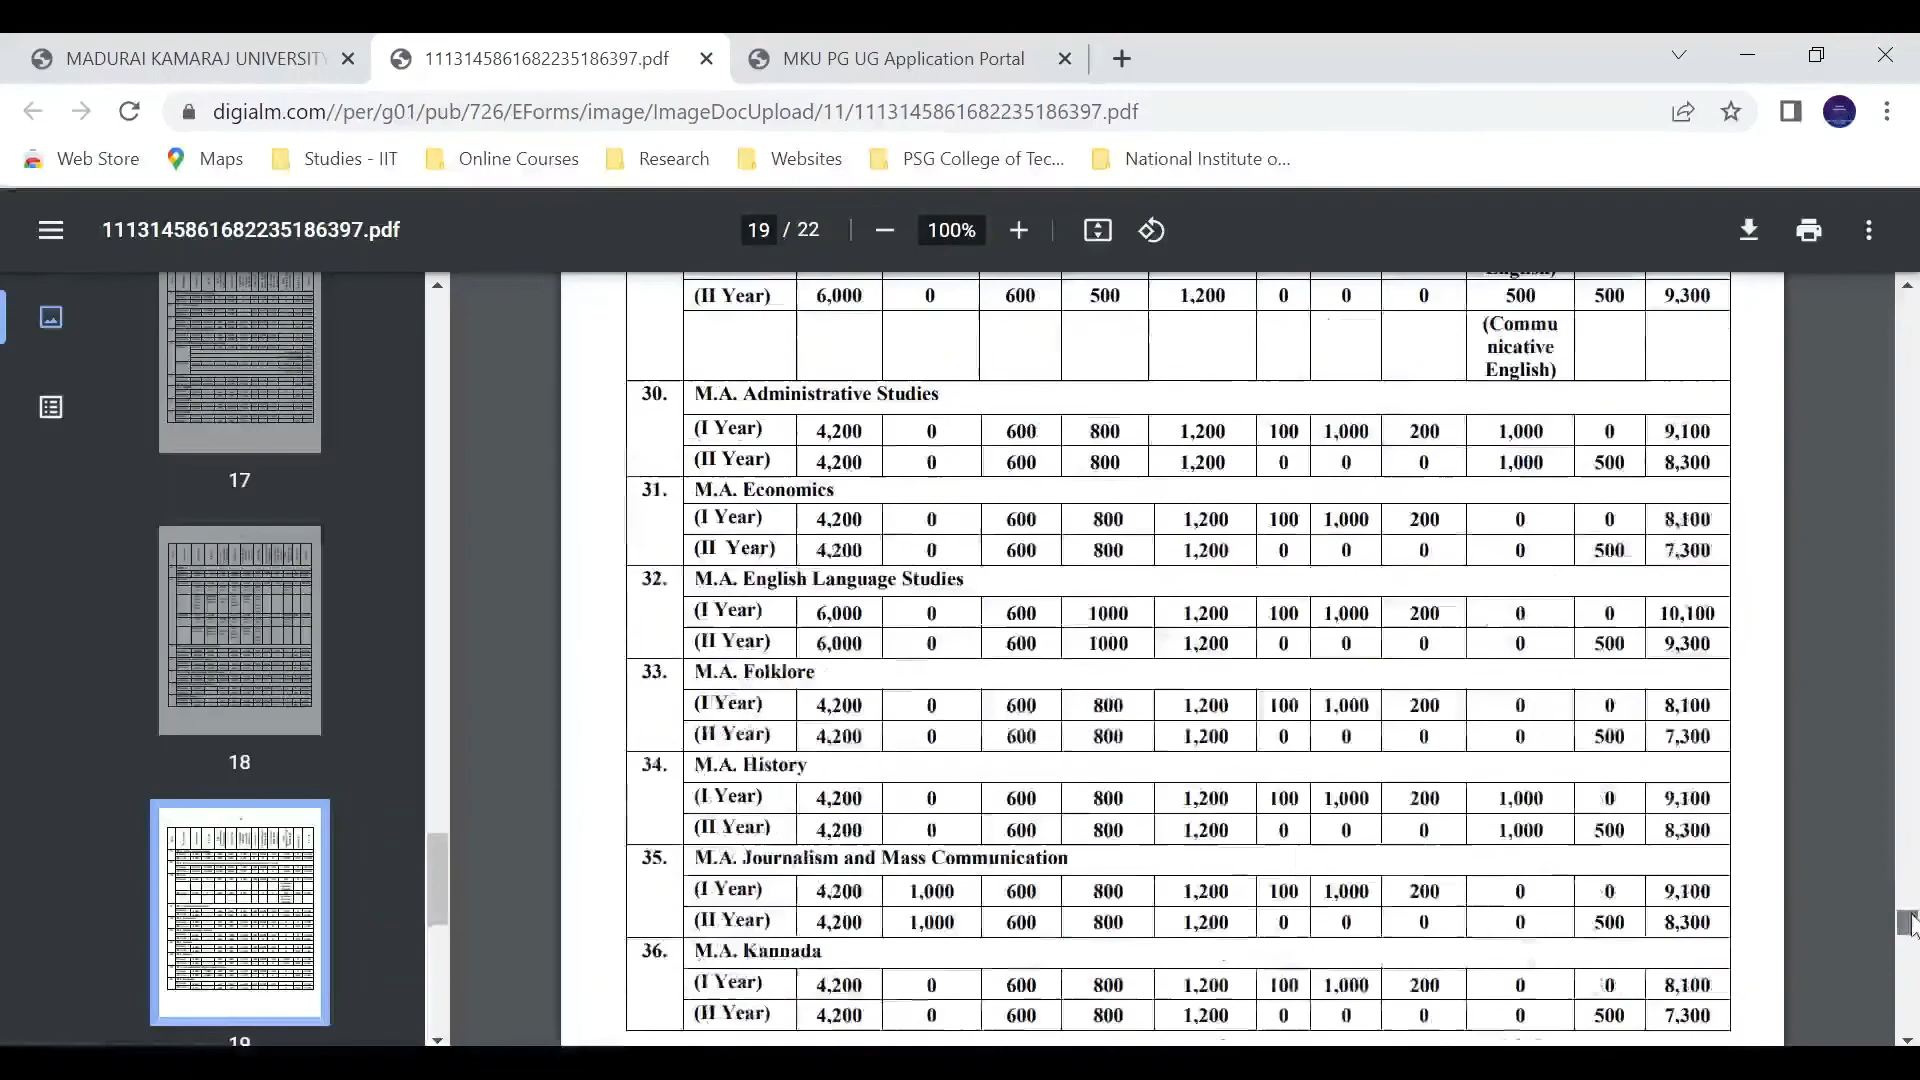 MADURAI KAMARAJ UNIVERSITY
1113145861682235186397.pdf
MKU PG UG Application Portal
digialm.com//per/g01/pub/726/EForms/image/ImageDocUpload/11/1113145861682235186397.pdf
Web Store Maps Studies - IIT Online Courses Research Websites PSG College of Tec... National Institute o...
1113145861682235186397.pdf 19 / 22 100%
17
18
19
English)
(II Year) 6,000 0 600 500 1,200 0 0 0 500 500 9,300
(Commu
nicative
English)
30. M.A. Administrative Studies
(I Year) 4,200 0 600 800 1,200 100 1,000 200 1,000 0 9,100
(II Year) 4,200 0 600 800 1,200 0 0 0 1,000 500 8,300
31. M.A. Economics
(I Year) 4,200 0 600 800 1,200 100 1,000 200 0 0 8,100
(II Year) 4,200 0 600 800 1,200 0 0 0 0 500 7,300
32. M.A. English Language Studies
(I Year) 6,000 0 600 1000 1,200 100 1,000 200 0 0 10,100
(II Year) 6,000 0 600 1000 1,200 0 0 0 0 500 9,300
33. M.A. Folklore
(I Year) 4,200 0 600 800 1,200 100 1,000 200 0 0 8,100
(II Year) 4,200 0 600 800 1,200 0 0 0 0 500 7,300
34. M.A. History
(I Year) 4,200 0 600 800 1,200 100 1,000 200 1,000 0 9,100
(II Year) 4,200 0 600 800 1,200 0 0 0 1,000 500 8,300
35. M.A. Journalism and Mass Communication
(I Year) 4,200 1,000 600 800 1,200 100 1,000 200 0 0 9,100
(II Year) 4,200 1,000 600 800 1,200 0 0 0 0 500 8,300
36. M.A. Kannada
(I Year) 4,200 0 600 800 1,200 100 1,000 200 0 0 8,100
(II Year) 4,200 0 600 800 1,200 0 0 0 0 500 7,300